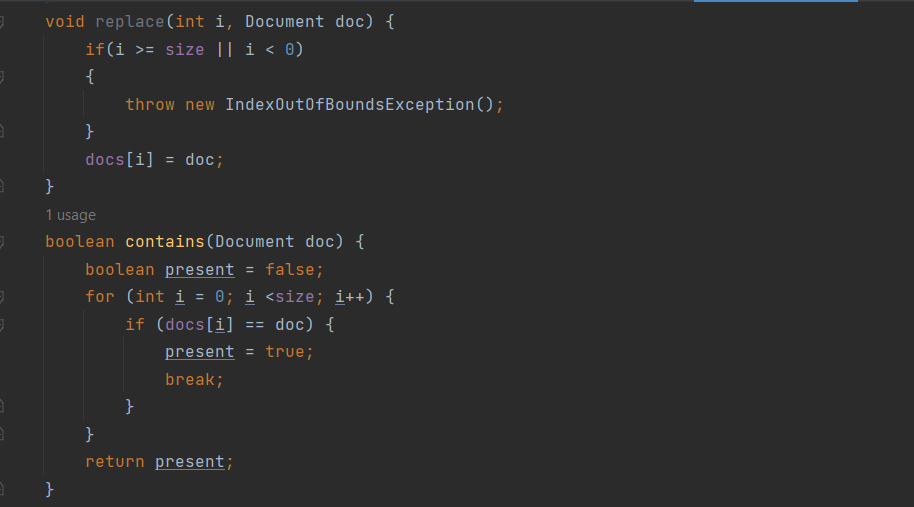 void replace(int i, Document doc) {
    if(i >= size || i < 0)
    {
        throw new IndexOutOfBoundsException();
    }
    docs[i] = doc;
}
1 usage
boolean contains(Document doc) {
    boolean present = false;
    for (int i = 0; i <size; i++) {
        if (docs[i] == doc) {
            present = true;
            break;
        }
    }
    return present;
}